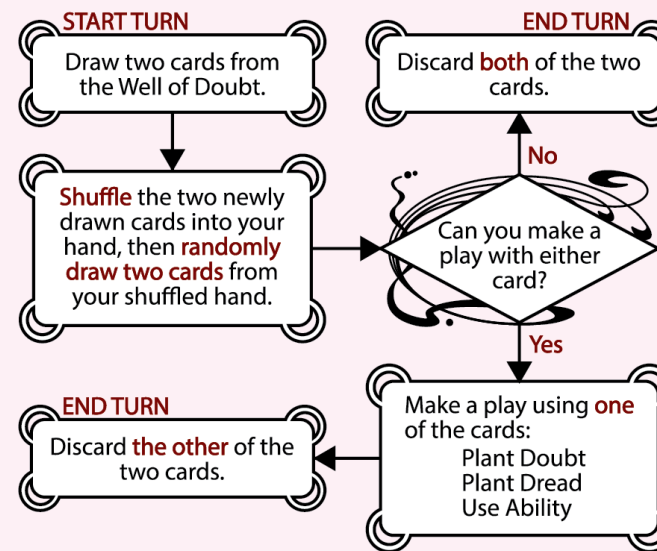 START TURN
Draw two cards from
the Well of Doubt.
Shuffle the two newly
drawn cards into your
hand, then randomly
draw two cards from
your shuffled hand.
Can you make a
play with either
card?
No
END TURN
Discard both of the two
cards.
Yes
Make a play using one
of the cards:
Plant Doubt
Plant Dread
Use Ability
END TURN
Discard the other of the
two cards.